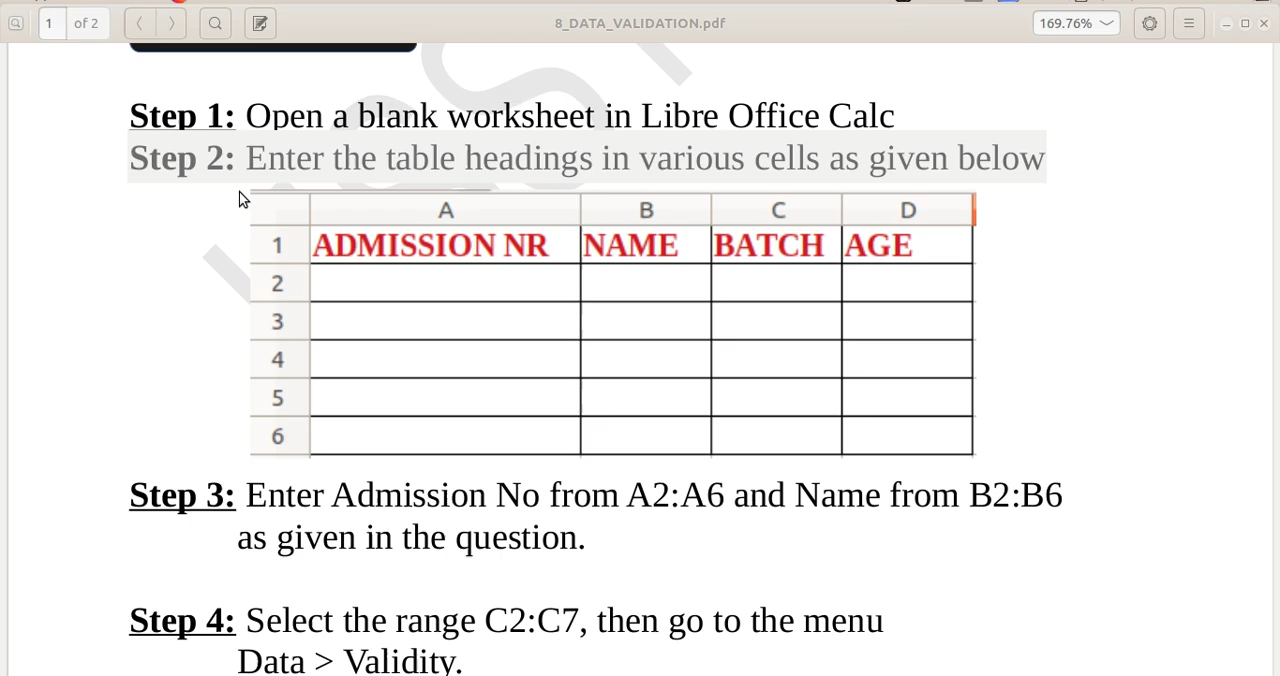 1 of 2
8_DATA_VALIDATION.pdf
169.76%
Step 1: Open a blank worksheet in Libre Office Calc
Step 2: Enter the table headings in various cells as given below
A B C D
1 ADMISSION NR NAME BATCH AGE
2
3
4
5
6
Step 3: Enter Admission No from A2:A6 and Name from B2:B6
as given in the question.
Step 4: Select the range C2:C7, then go to the menu
Data > Validity.